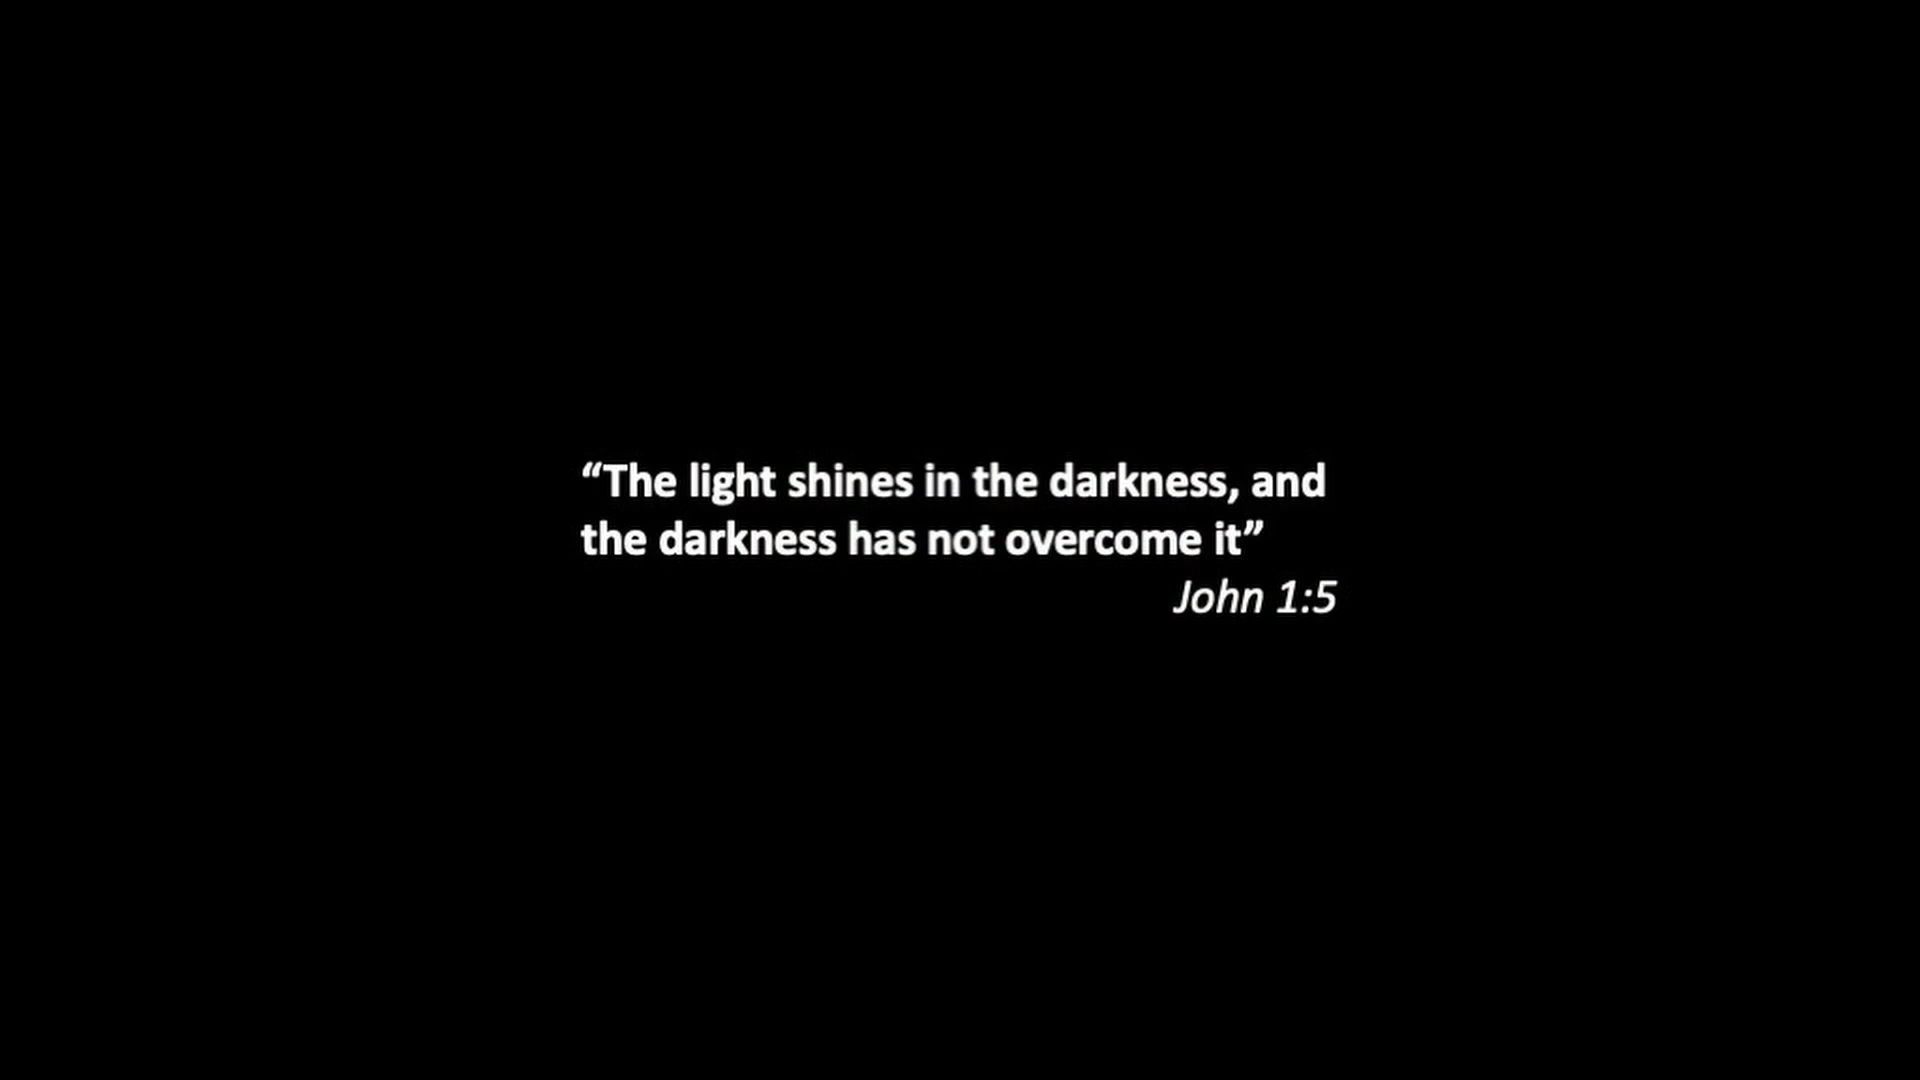 “The light shines in the darkness, and
the darkness has not overcome it”
John 1:5